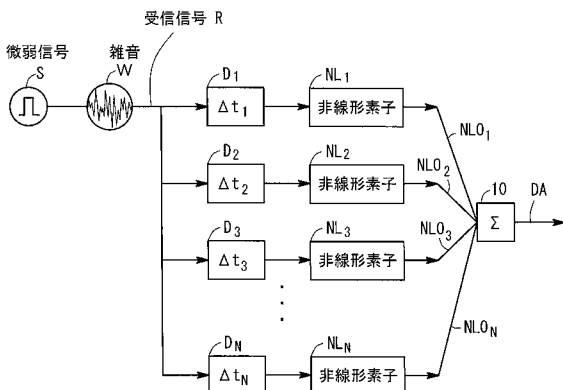 受信信号 R
微弱信号
S
雑音
W
D1
Δt1
NL1
非線形素子
NLO1
D2
Δt2
NL2
非線形素子
NLO2
10
Σ
DA
D3
Δt3
NL3
非線形素子
NLO3
DN
ΔtN
NLN
非線形素子
NLON